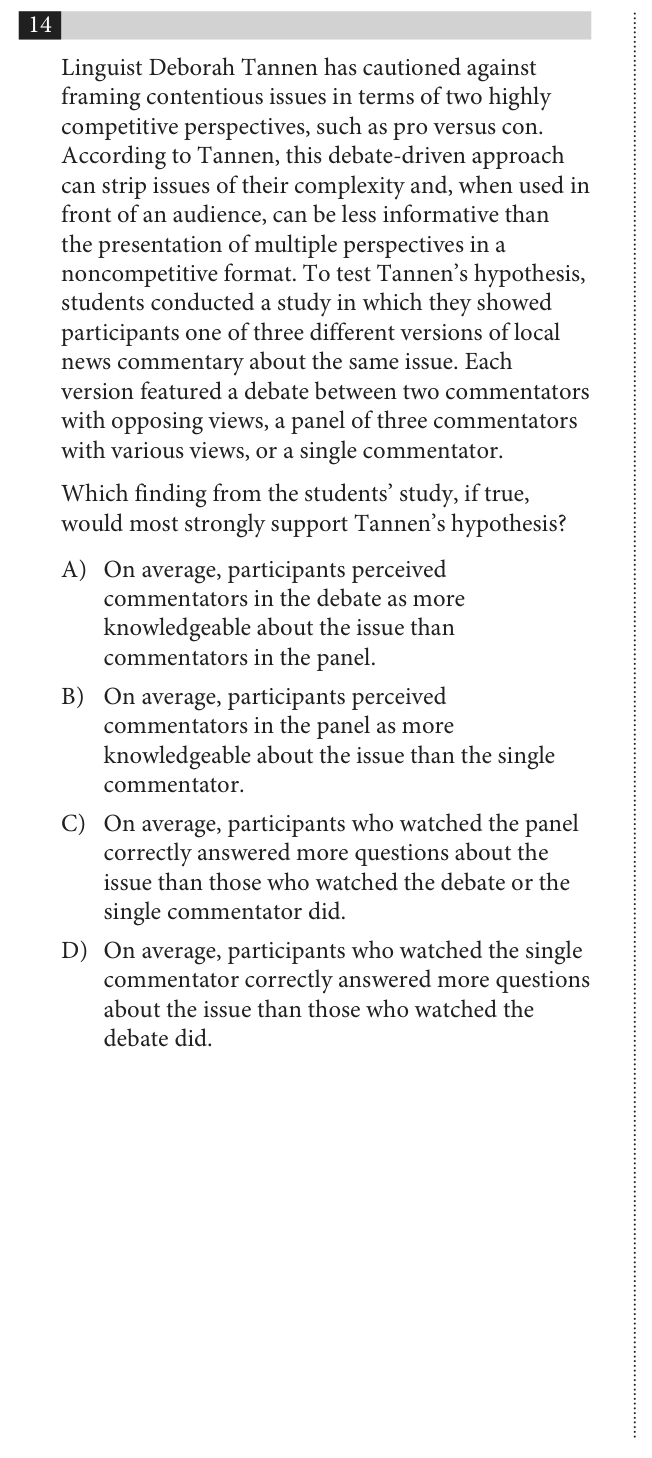 14
Linguist Deborah Tannen has cautioned against
framing contentious issues in terms of two highly
competitive perspectives, such as pro versus con.
According to Tannen, this debate-driven approach
can strip issues of their complexity and, when used in
front of an audience, can be less informative than
the presentation of multiple perspectives in a
noncompetitive format. To test Tannen’s hypothesis,
students conducted a study in which they showed
participants one of three different versions of local
news commentary about the same issue. Each
version featured a debate between two commentators
with opposing views, a panel of three commentators
with various views, or a single commentator.
Which finding from the students’ study, if true,
would most strongly support Tannen’s hypothesis?
A) On average, participants perceived
commentators in the debate as more
knowledgeable about the issue than
commentators in the panel.
B) On average, participants perceived
commentators in the panel as more
knowledgeable about the issue than the single
commentator.
C) On average, participants who watched the panel
correctly answered more questions about the
issue than those who watched the debate or the
single commentator did.
D) On average, participants who watched the single
commentator correctly answered more questions
about the issue than those who watched the
debate did.